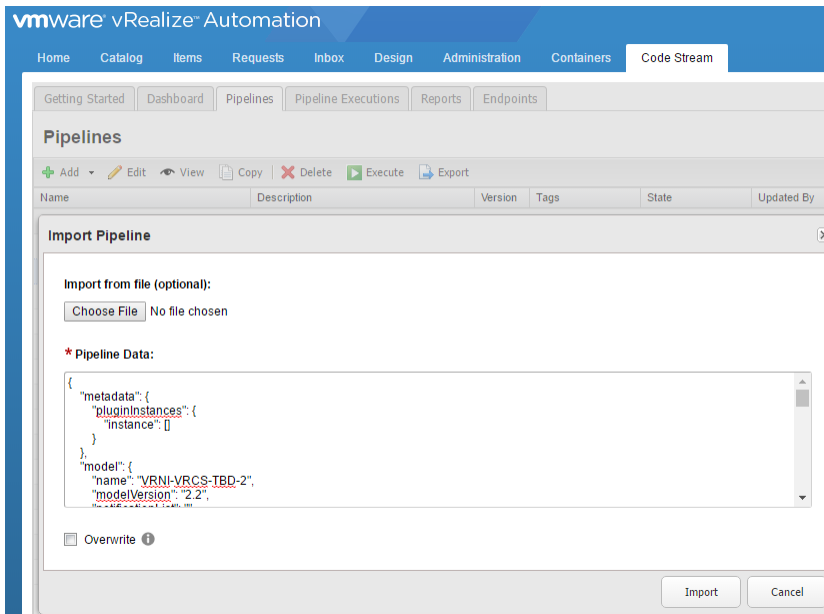 vmware vRealize Automation
Home Catalog Items Requests Inbox Design Administration Containers Code Stream
Getting Started Dashboard Pipelines Pipeline Executions Reports Endpoints
Pipelines
Add Edit View Copy Delete Execute Export
Name Description Version Tags State Updated By
Import Pipeline
Import from file (optional):
Choose File No file chosen
* Pipeline Data:
{
"metadata": {
"pluginInstances": {
"instance": []
}
},
"model": {
"name": "VRNI-VRCS-TBD-2",
"modelVersion": "2.2",
"notificationList": "",
Overwrite
Import Cancel